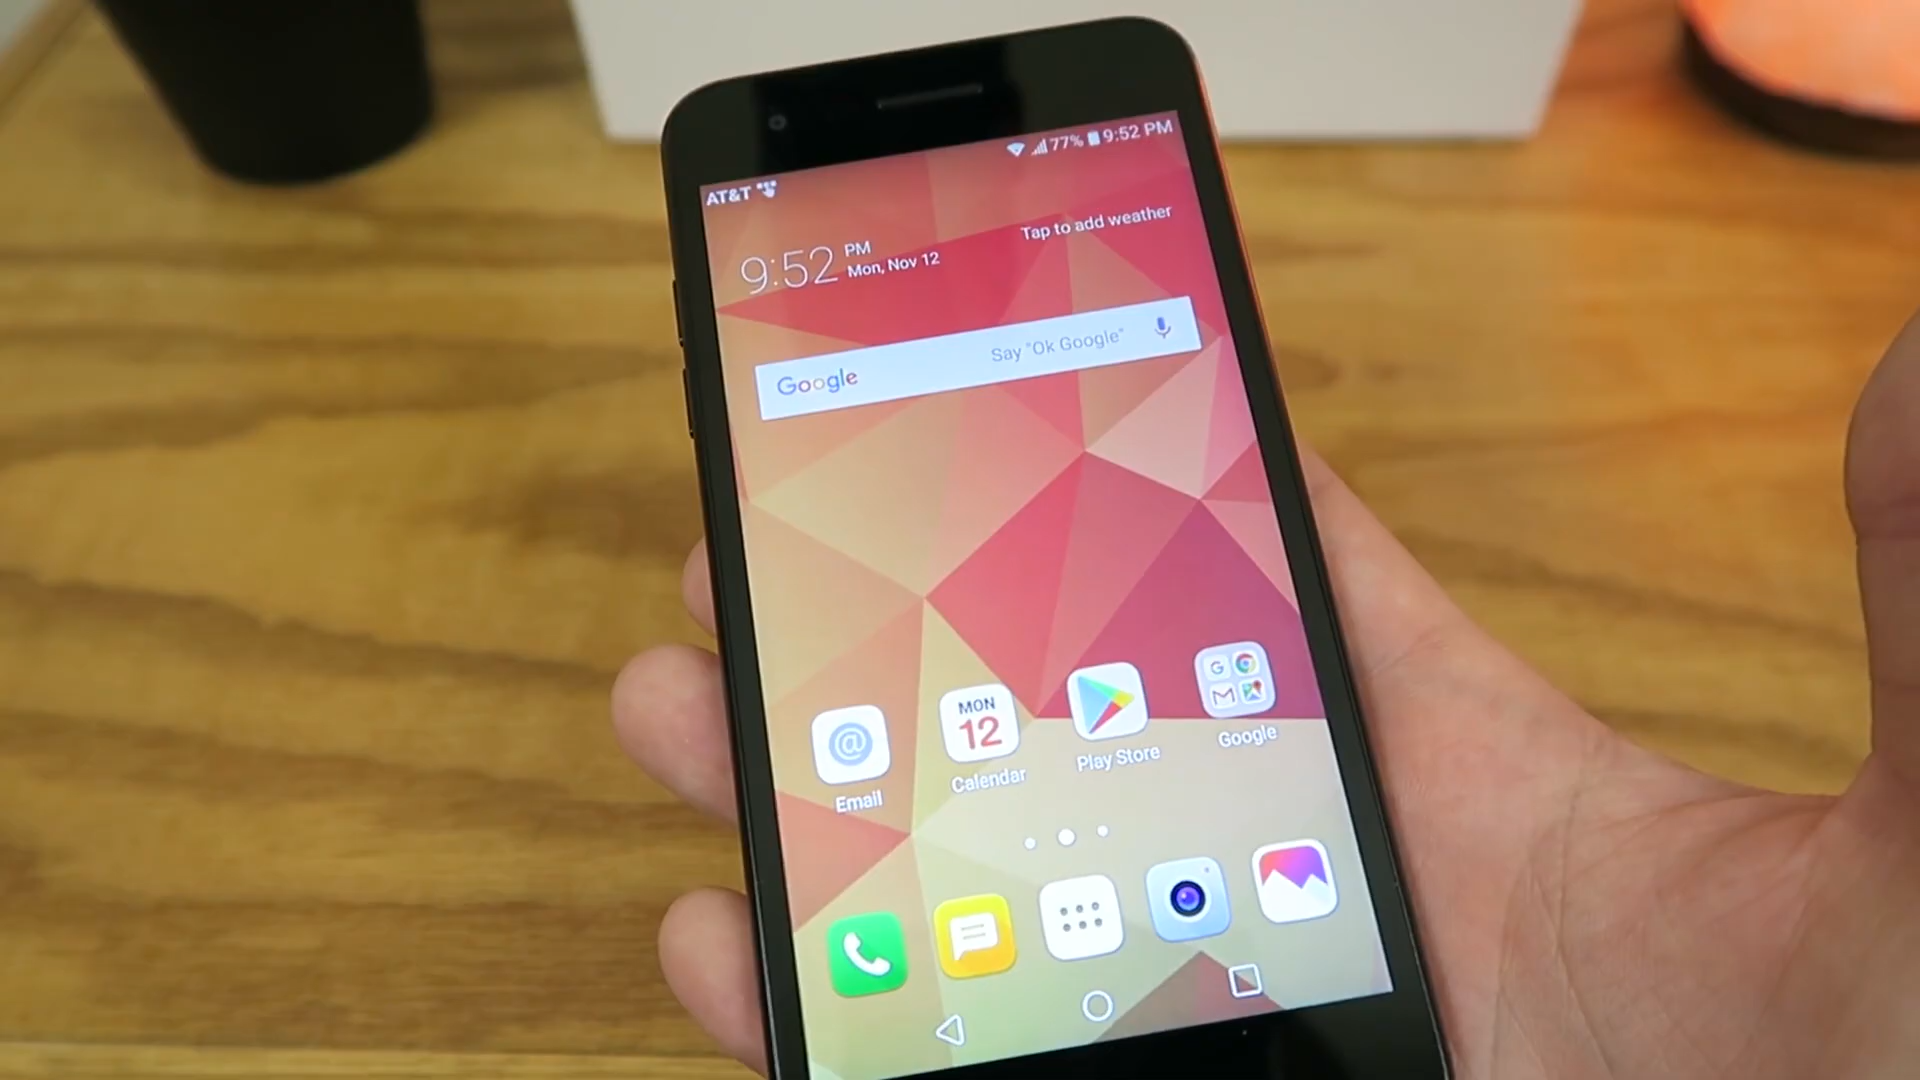 AT&T
77% 9:52 PM
9:52 PM
Mon, Nov 12
Tap to add weather
Google
Say "Ok Google"
Email
MON
12
Calendar
Play Store
G
Google